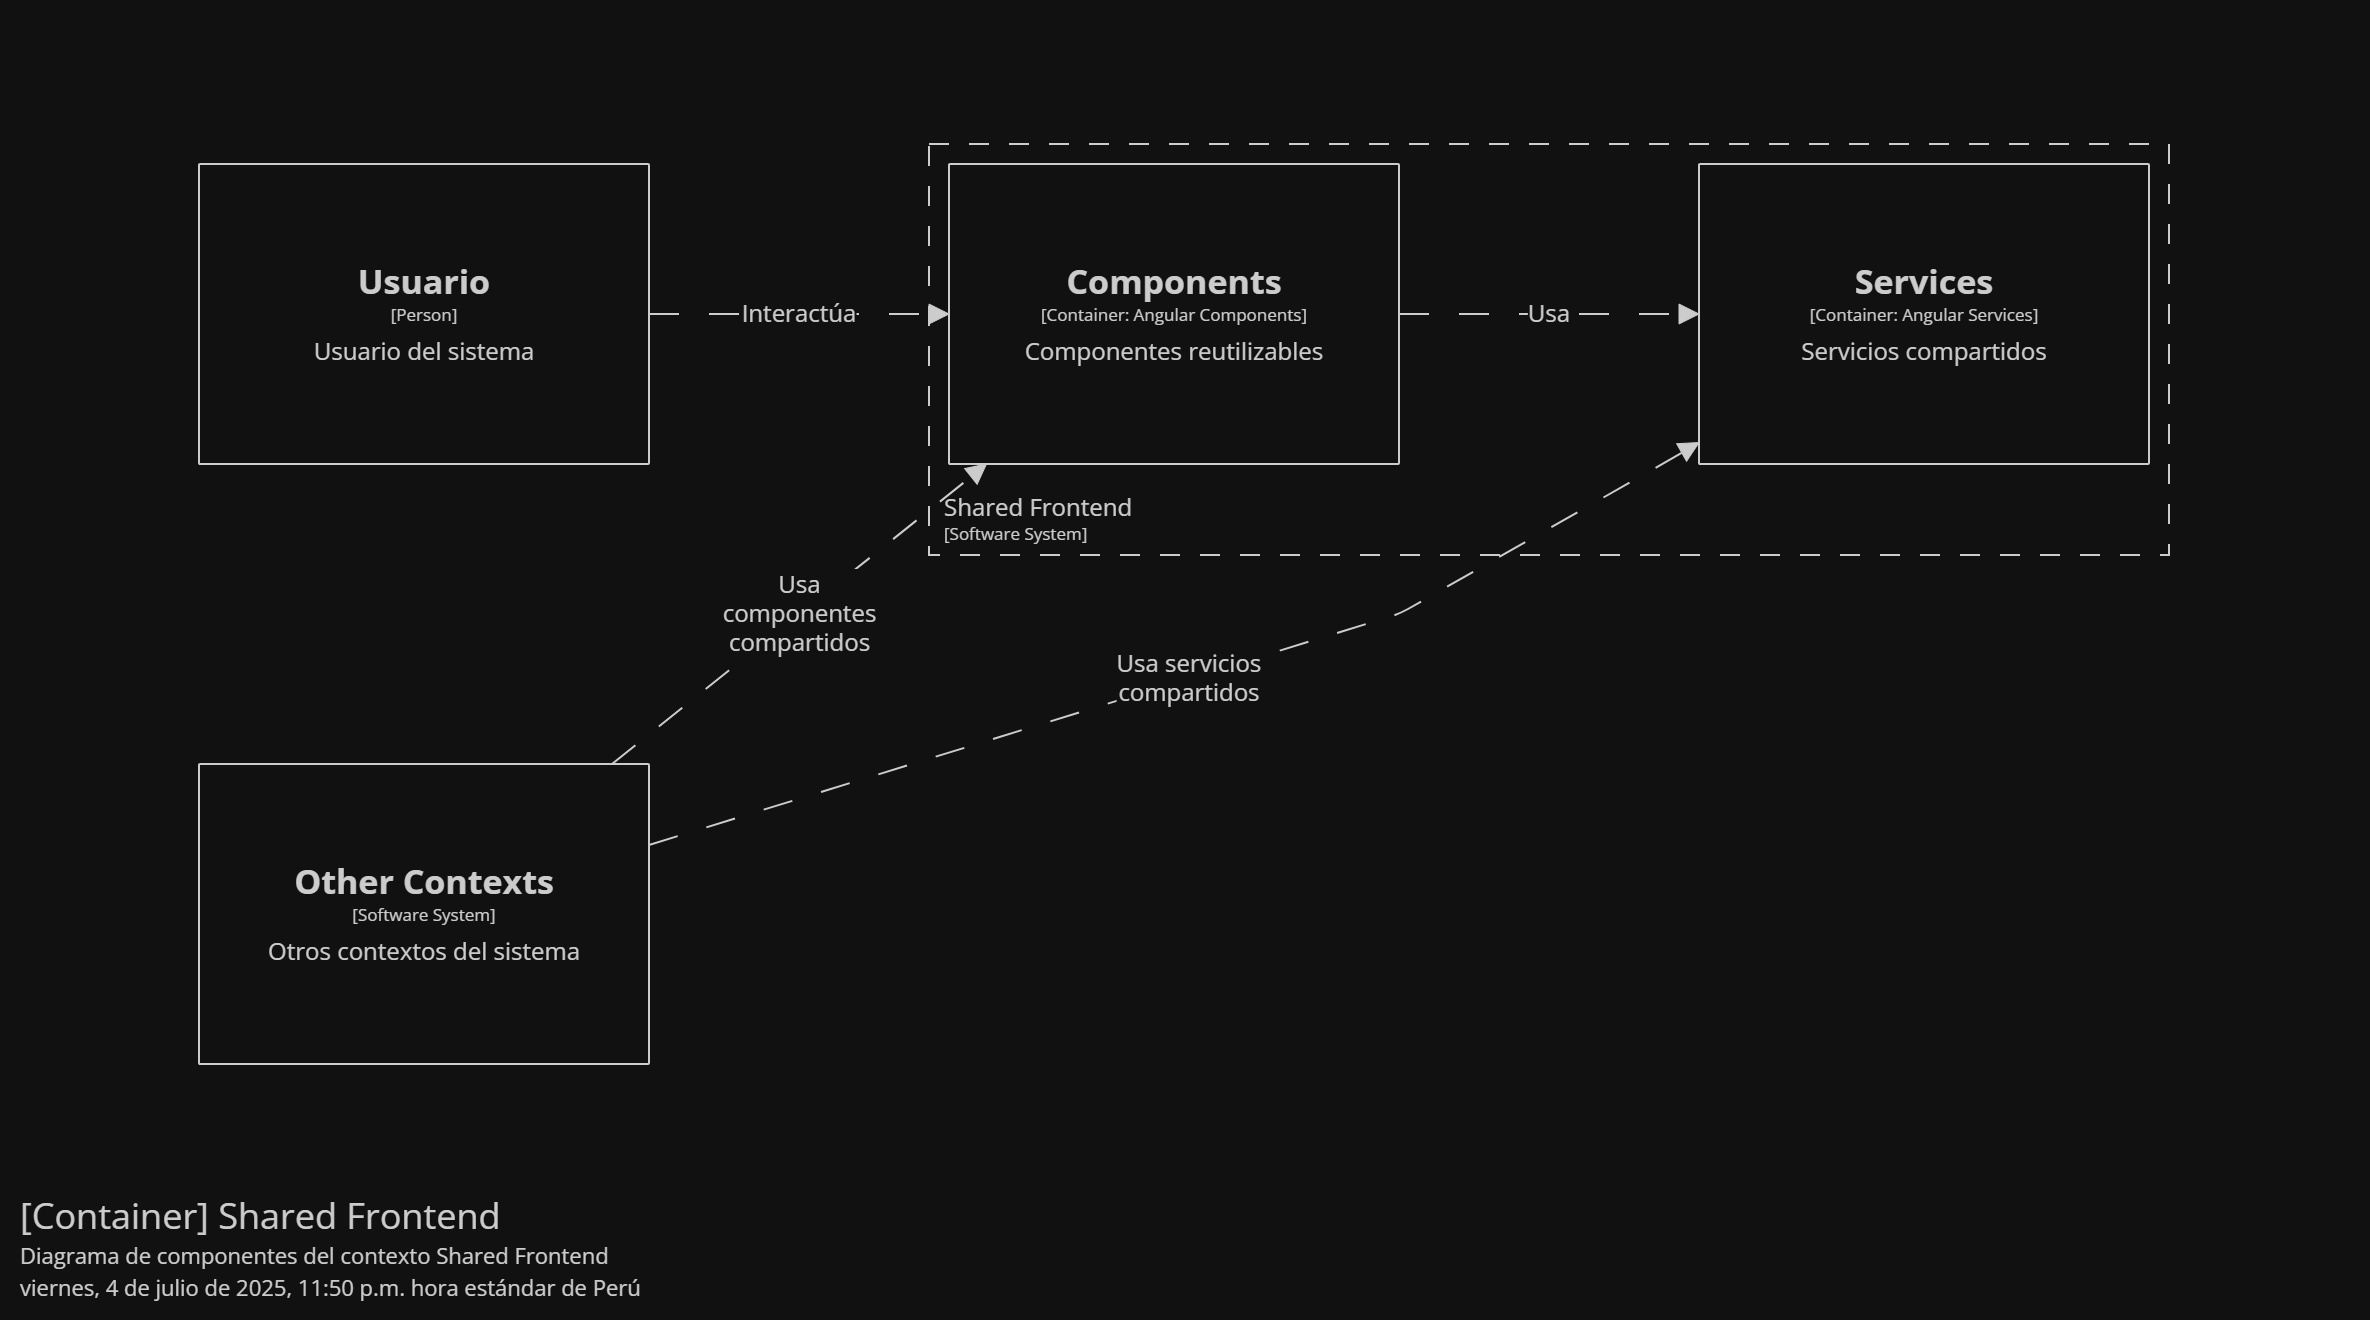 Usuario
[Person]
Usuario del sistema
Interactúa
Components
[Container: Angular Components]
Componentes reutilizables
Usa
Services
[Container: Angular Services]
Servicios compartidos
Shared Frontend
[Software System]
Usa
componentes
compartidos
Usa servicios
compartidos
Other Contexts
[Software System]
Otros contextos del sistema
[Container] Shared Frontend
Diagrama de componentes del contexto Shared Frontend
viernes, 4 de julio de 2025, 11:50 p.m. hora estándar de Perú